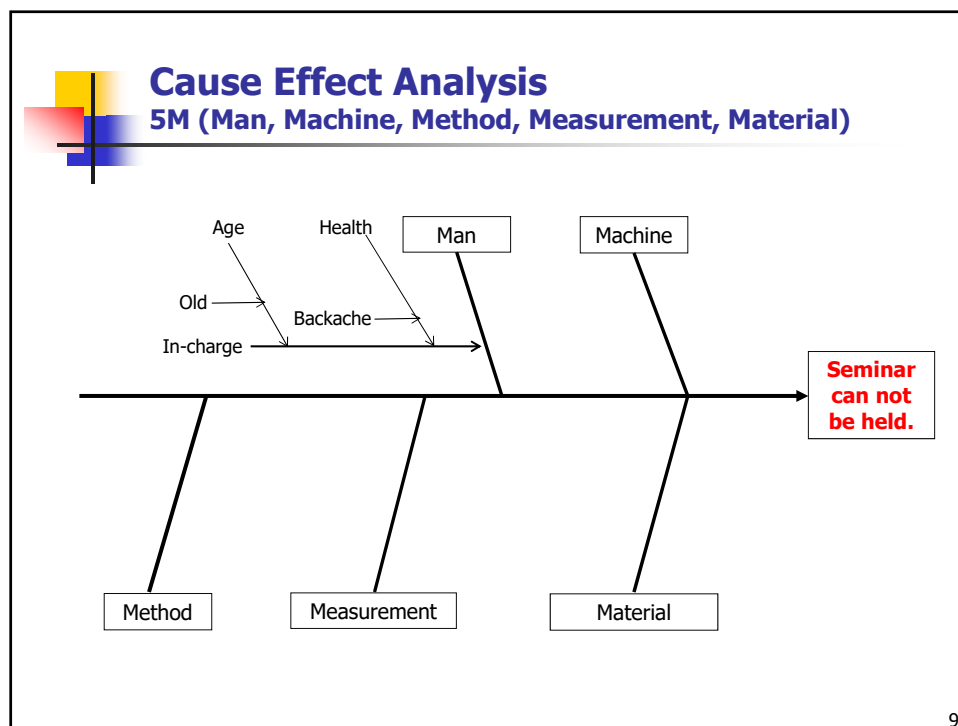 Cause Effect Analysis
5M (Man, Machine, Method, Measurement, Material)
Age
Health
Man
Machine
Old
Backache
In-charge
Seminar
can not
be held.
Method
Measurement
Material
9